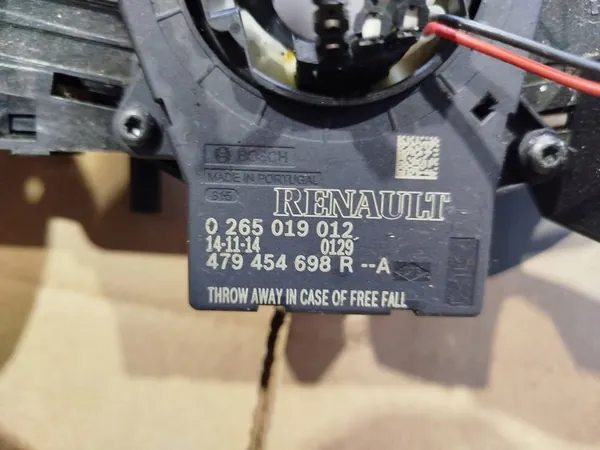 BOSCH
MADE IN PORTUGAL
RENAULT
0 265 019 012
14-11-14 0129
479 454 698 R --A
THROW AWAY IN CASE OF FREE FALL